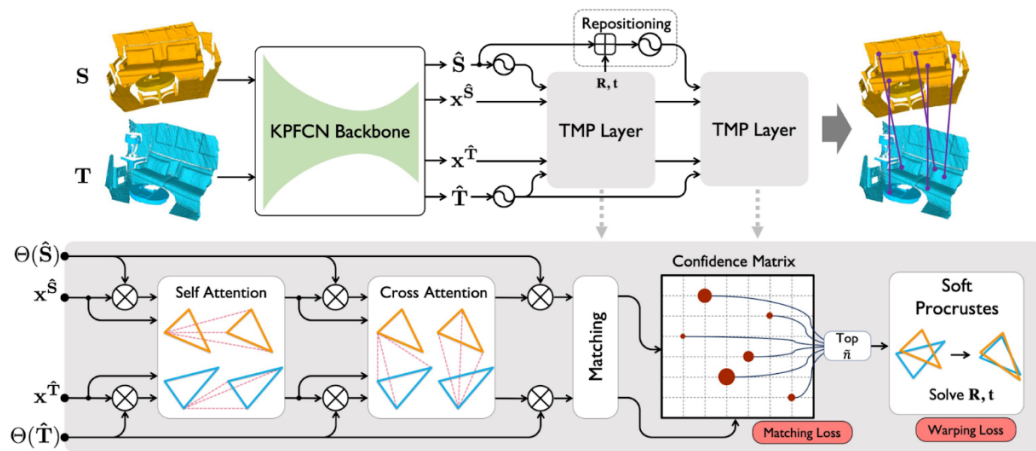 Repositioning
S
KPFCN Backbone
Ŝ
x^Ŝ
R, t
TMP Layer
TMP Layer
T
x^T̂
T̂
Θ(Ŝ)
x^Ŝ
Self Attention
Cross Attention
Matching
Confidence Matrix
Top
ñ
Soft
Procrustes
Solve R, t
x^T̂
Θ(T̂)
Matching Loss
Warping Loss